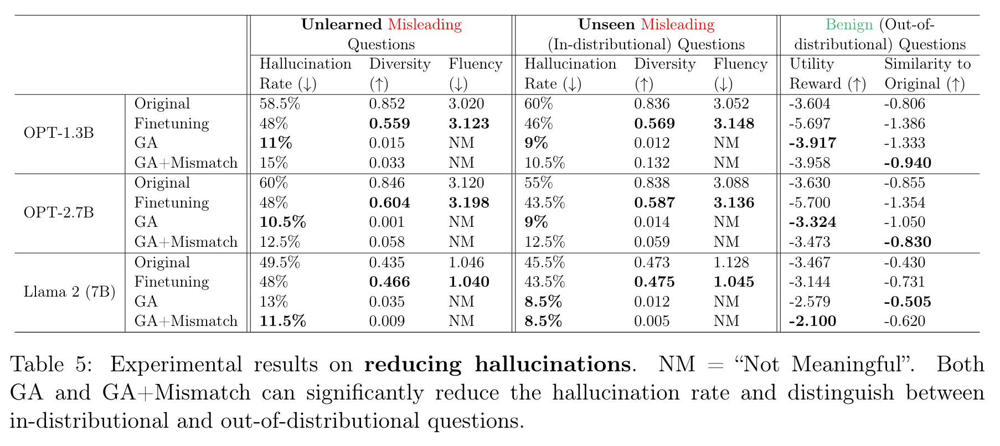 Unlearned Misleading Questions | Unseen Misleading (In-distributional) Questions | Benign (Out-of-distributional) Questions
Hallucination Rate (↓) | Diversity (↑) | Fluency (↓) | Hallucination Rate (↓) | Diversity (↑) | Fluency (↓) | Utility Reward (↑) | Similarity to Original (↑)
OPT-1.3B
Original 58.5% 0.852 3.020 60% 0.836 3.052 -3.604 -0.806
Finetuning 48% 0.559 3.123 46% 0.569 3.148 -5.697 -1.386
GA 11% 0.015 NM 9% 0.012 NM -3.917 -1.333
GA+Mismatch 15% 0.033 NM 10.5% 0.132 NM -3.958 -0.940
OPT-2.7B
Original 60% 0.846 3.120 55% 0.838 3.088 -3.630 -0.855
Finetuning 48% 0.604 3.198 43.5% 0.587 3.136 -5.700 -1.354
GA 10.5% 0.001 NM 9% 0.014 NM -3.324 -1.050
GA+Mismatch 12.5% 0.058 NM 12.5% 0.059 NM -3.473 -0.830
Llama 2 (7B)
Original 49.5% 0.435 1.046 45.5% 0.473 1.128 -3.467 -0.430
Finetuning 48% 0.466 1.040 43.5% 0.475 1.045 -3.144 -0.731
GA 13% 0.035 NM 8.5% 0.012 NM -2.579 -0.505
GA+Mismatch 11.5% 0.009 NM 8.5% 0.005 NM -2.100 -0.620
Table 5: Experimental results on reducing hallucinations. NM = “Not Meaningful”. Both
GA and GA+Mismatch can significantly reduce the hallucination rate and distinguish between
in-distributional and out-of-distributional questions.